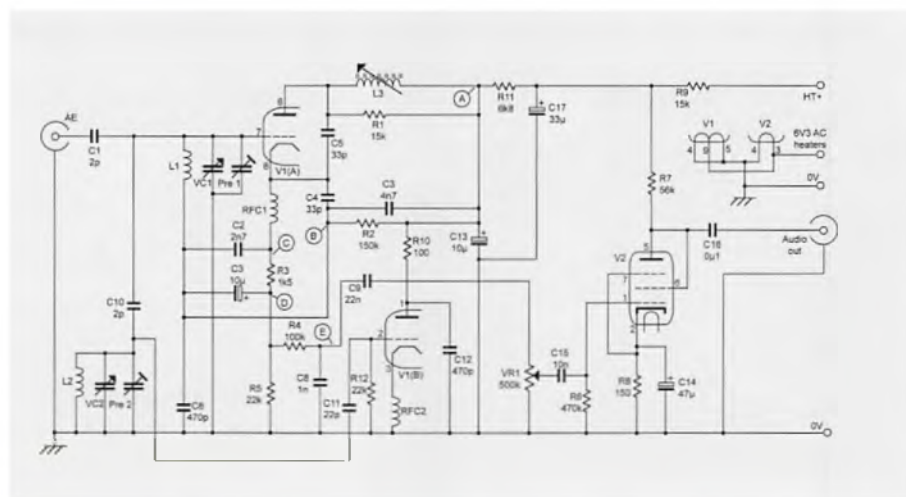 AE
C1
2p
L1
VC1
Pre 1
7
6
8
V1(A)
L3
R1
15k
C5
33p
C4
33p
C3
4n7
RFC1
C2
2n7
C3
10µ
+
R3
1k5
A
B
C
D
E
R2
150k
R10
100
C13
10µ
+
R11
6k8
C17
33µ
+
R9
15k
HT+
V1
V2
4
9
5
4
3
6V3 AC
heaters
0V
R7
56k
C16
0µ1
Audio
out
V2
5
7
6
1
2
C10
2p
L2
VC2
Pre 2
C6
470p
R4
100k
R5
22k
C8
1n
C9
22n
C11
22p
R12
22k
1
2
3
V1(B)
RFC2
C12
470p
VR1
500k
C15
10n
R6
470k
R8
150
C14
47µ
+
0V